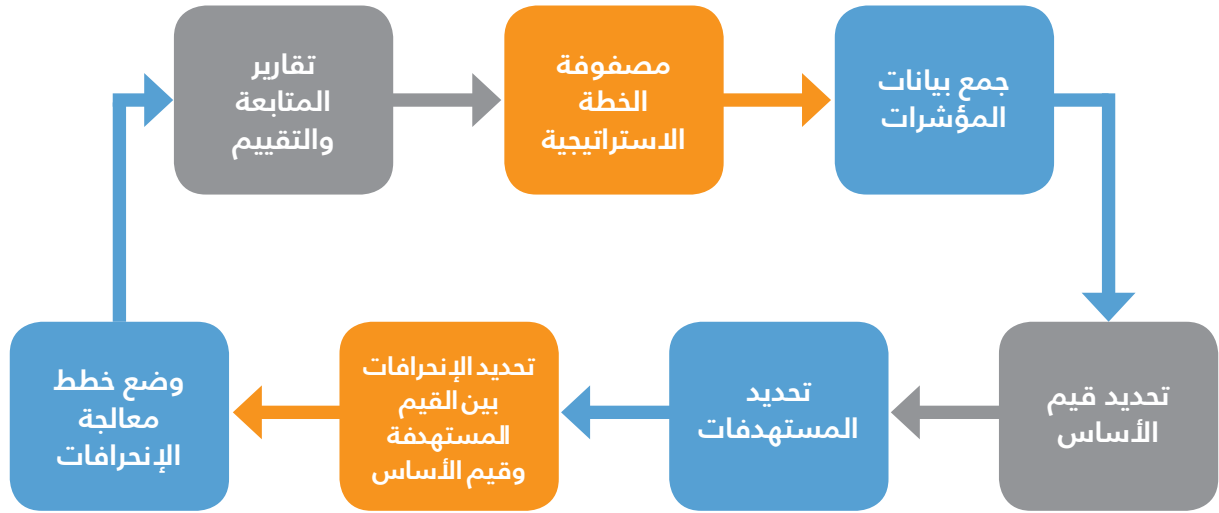 تقارير
المتابعة
والتقييم
مصفوفة
الخطة
الاستراتيجية
جمع بيانات
المؤشرات
تحديد قيم
الأساس
تحديد
المستهدفات
تحديد الإنحرافات
بين القيم
المستهدفة
وقيم الأساس
وضع خطط
معالجة
الإنحرافات